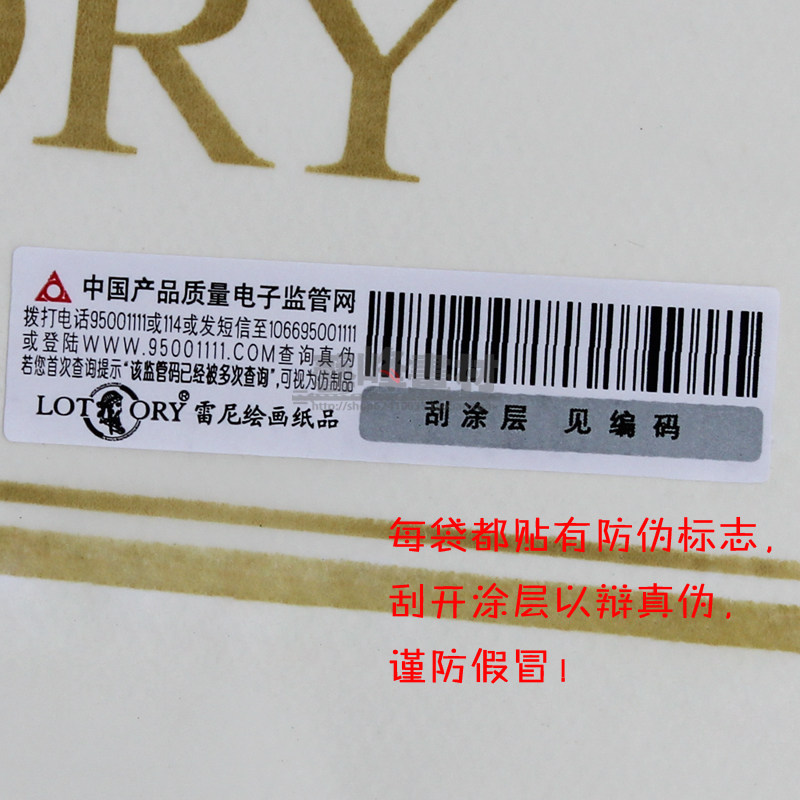 ORY
中国产品质量电子监管网
拨打电话95001111或114或发短信至106695001111
或登陆WWW.95001111.COM查询真伪
若您首次查询提示“该监管码已经被多次查询”,可视为仿制品
LOT ORY® 雷尼绘画纸品
刮涂层 见编码
每袋都贴有防伪标志,
刮开涂层以辩真伪,
谨防假冒!